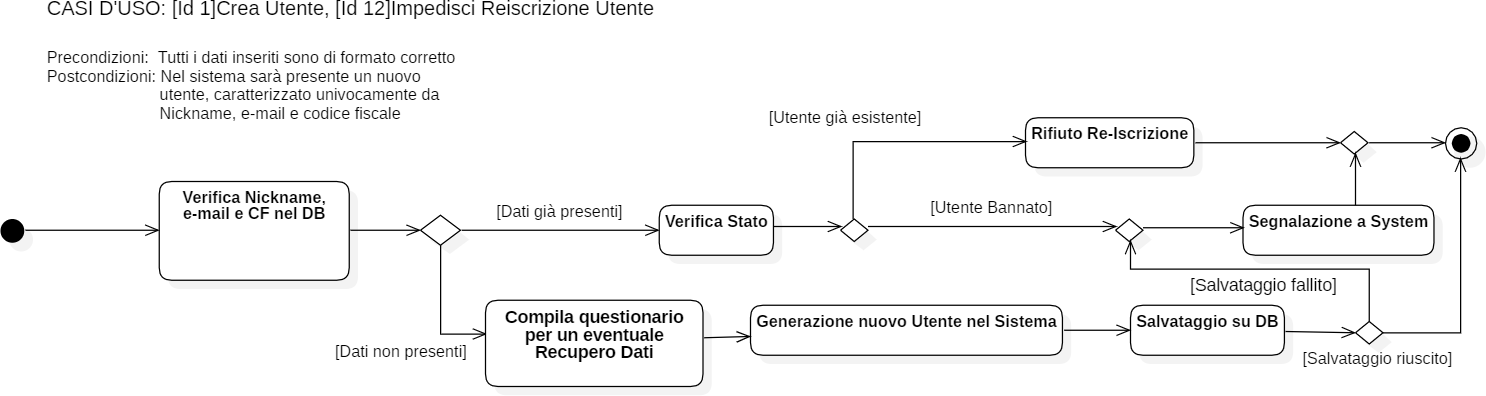 CASI D'USO: [Id 1]Crea Utente, [Id 12]Impedisci Reiscrizione Utente
Precondizioni: Tutti i dati inseriti sono di formato corretto
Postcondizioni: Nel sistema sarà presente un nuovo
utente, caratterizzato univocamente da
Nickname, e-mail e codice fiscale
[Utente già esistente]
Rifiuto Re-Iscrizione
Verifica Nickname,
e-mail e CF nel DB
[Dati già presenti]
Verifica Stato
[Utente Bannato]
Segnalazione a System
[Salvataggio fallito]
[Dati non presenti]
Compila questionario
per un eventuale
Recupero Dati
Generazione nuovo Utente nel Sistema
Salvataggio su DB
[Salvataggio riuscito]